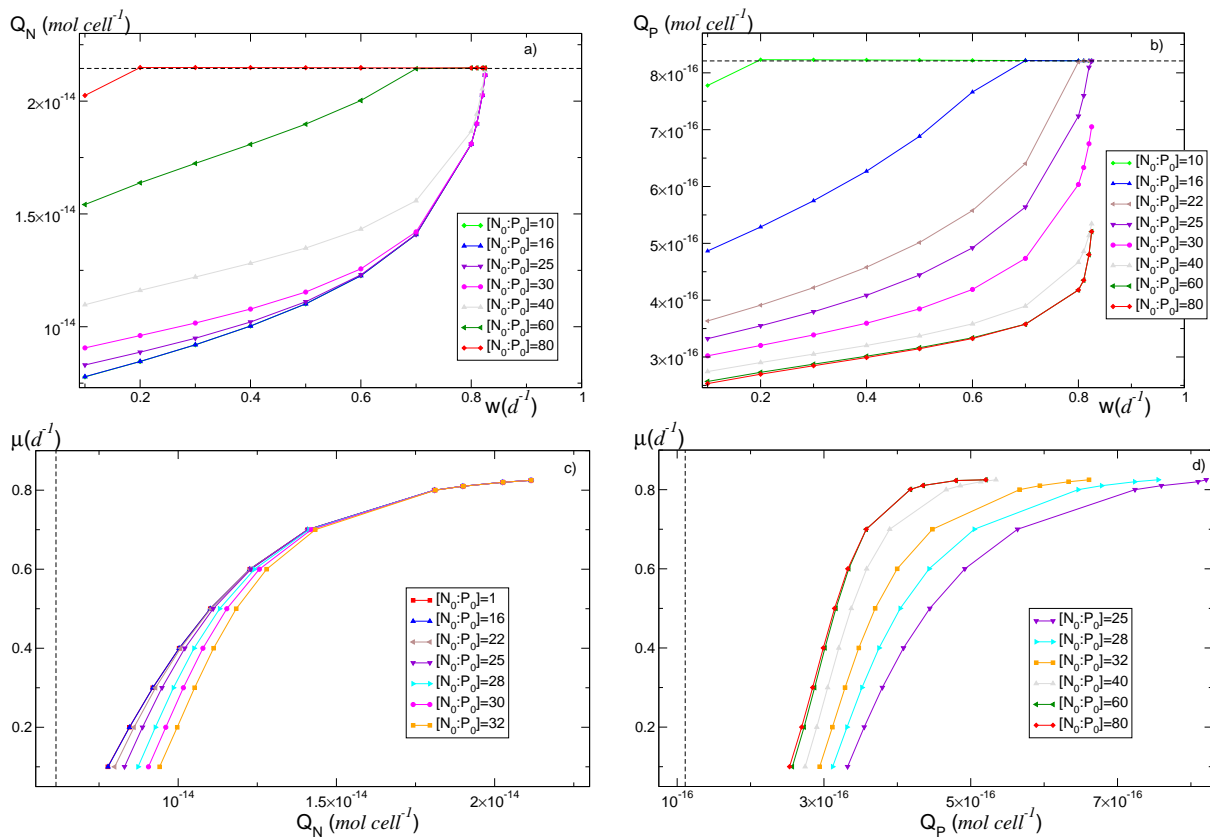 Q_N (mol cell^-1)
a)
2×10^-14
1.5×10^-14
10^-14
0.2
0.4
0.6
0.8
1
w(d^-1)
[N_0:P_0]=10
[N_0:P_0]=16
[N_0:P_0]=25
[N_0:P_0]=30
[N_0:P_0]=40
[N_0:P_0]=60
[N_0:P_0]=80
Q_P (mol cell^-1)
b)
8×10^-16
7×10^-16
6×10^-16
5×10^-16
4×10^-16
3×10^-16
0.2
0.4
0.6
0.8
1
w(d^-1)
[N_0:P_0]=10
[N_0:P_0]=16
[N_0:P_0]=22
[N_0:P_0]=25
[N_0:P_0]=30
[N_0:P_0]=40
[N_0:P_0]=60
[N_0:P_0]=80
μ(d^-1)
c)
0.8
0.6
0.4
0.2
10^-14
1.5×10^-14
2×10^-14
Q_N (mol cell^-1)
[N_0:P_0]=1
[N_0:P_0]=16
[N_0:P_0]=22
[N_0:P_0]=25
[N_0:P_0]=28
[N_0:P_0]=30
[N_0:P_0]=32
μ(d^-1)
d)
0.8
0.6
0.4
0.2
10^-16
3×10^-16
5×10^-16
7×10^-16
Q_P (mol cell^-1)
[N_0:P_0]=25
[N_0:P_0]=28
[N_0:P_0]=32
[N_0:P_0]=40
[N_0:P_0]=60
[N_0:P_0]=80